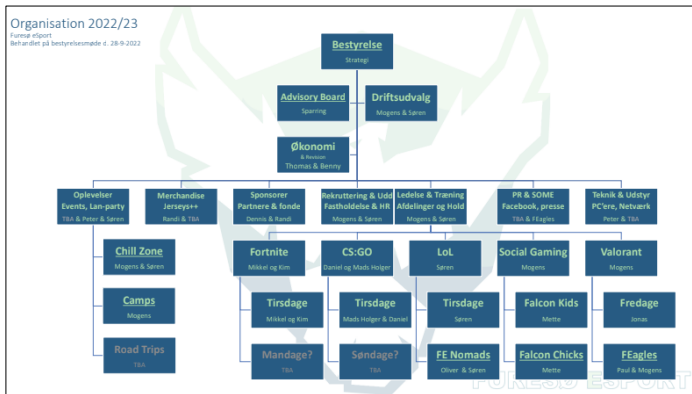 Organisation 2022/23
Furesø eSport
Behandlet på bestyrelsesmøde d. 28-9-2022
Bestyrelse
Strategi
Advisory Board
Sparring
Driftsudvalg
Mogens & Søren
Økonomi
& Revision
Thomas & Benny
Oplevelser
Events, Lan-party
TBA & Peter & Søren
Merchandise
Jerseys++
Randi & TBA
Sponsorer
Partnere & fonde
Dennis & Randi
Rekruttering & Udd
Fastholdelse & HR
Mogens & Søren
Ledelse & Træning
Afdelinger og Hold
Mogens & Søren
PR & SOME
Facebook, presse
TBA & FEagles
Teknik & Udstyr
PC'ere, Netværk
Peter & TBA
Chill Zone
Mogens & Søren
Camps
Mogens
Road Trips
TBA
Fortnite
Mikkel og Kim
CS:GO
Daniel og Mads Holger
LoL
Søren
Social Gaming
Mogens
Valorant
Mogens
Tirsdage
Mikkel og Kim
Tirsdage
Mads Holger & Daniel
Tirsdage
Søren
Falcon Kids
Mette
Fredage
Jonas
Mandage?
TBA
Søndage?
TBA
FE Nomads
Oliver & Søren
Falcon Chicks
Mette
FEagles
Paul & Mogens
FURESØ ESPORT